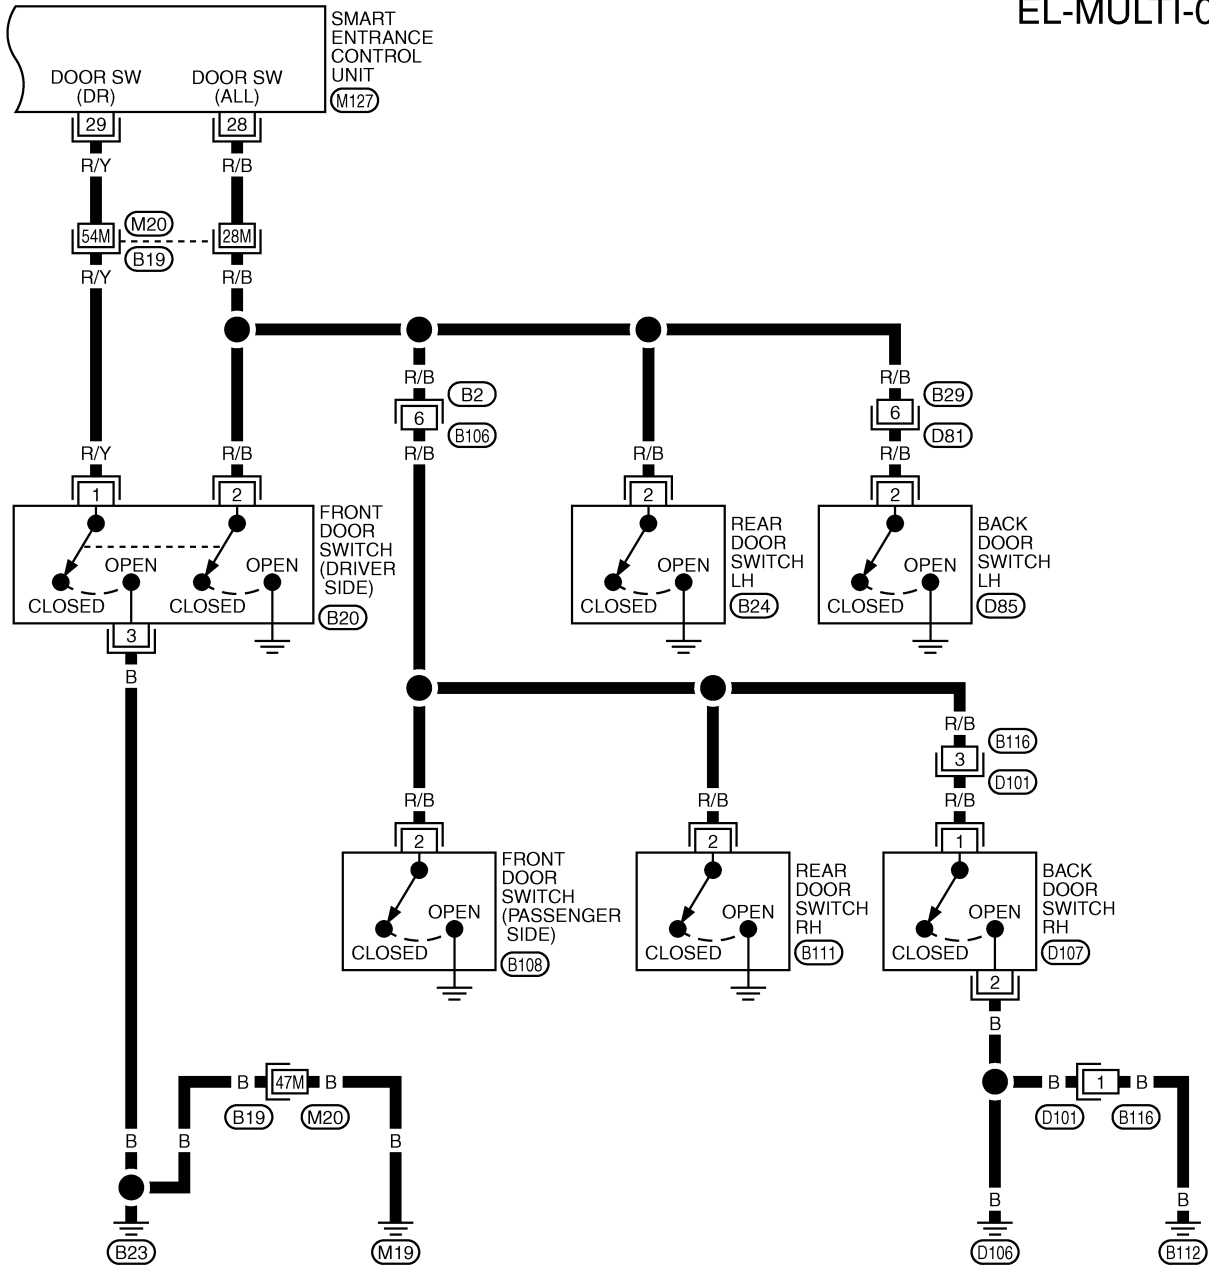 EL-MULTI-0
SMART
ENTRANCE
CONTROL
UNIT
M127
DOOR SW
(DR)
DOOR SW
(ALL)
29
28
R/Y
R/B
54M
M20
B19
28M
R/Y
R/B
R/B
6
B2
B106
R/B
R/B
6
B29
D81
R/Y
R/B
R/B
R/B
1
2
OPEN
CLOSED
OPEN
CLOSED
FRONT
DOOR
SWITCH
(DRIVER
SIDE)
B20
3
B
2
OPEN
CLOSED
REAR
DOOR
SWITCH
LH
B24
2
OPEN
CLOSED
BACK
DOOR
SWITCH
LH
D85
R/B
3
B116
D101
R/B
R/B
R/B
2
OPEN
CLOSED
FRONT
DOOR
SWITCH
(PASSENGER
SIDE)
B108
2
OPEN
CLOSED
REAR
DOOR
SWITCH
RH
B111
1
OPEN
CLOSED
BACK
DOOR
SWITCH
RH
D107
2
B
B
47M
B
B19
M20
B
1
B
D101
B116
B
B
B
B
B
B23
M19
D106
B112